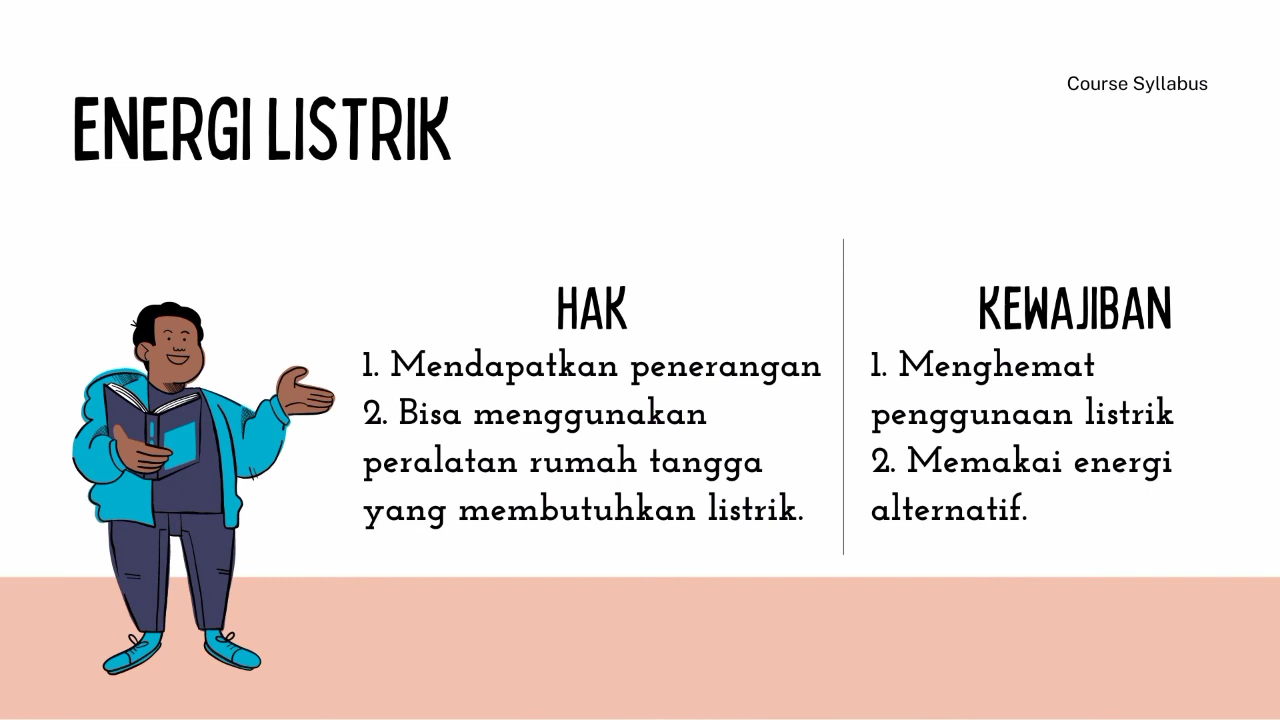 Course Syllabus
ENERGI LISTRIK
HAK
1. Mendapatkan penerangan
2. Bisa menggunakan
peralatan rumah tangga
yang membutuhkan listrik.
KEWAJIBAN
1. Menghemat
penggunaan listrik
2. Memakai energi
alternatif.